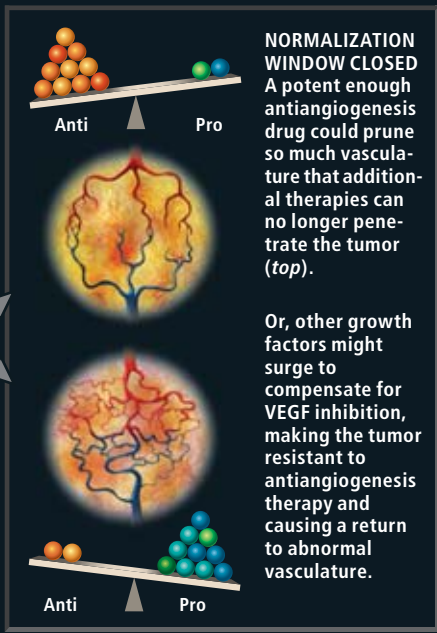 NORMALIZATION
WINDOW CLOSED
A potent enough
antiangiogenesis
drug could prune
so much vascula-
ture that addition-
al therapies can
no longer pene-
trate the tumor
(top).
Or, other growth
factors might
surge to
compensate for
VEGF inhibition,
making the tumor
resistant to
antiangiogenesis
therapy and
causing a return
to abnormal
vasculature.
Anti
Pro
Anti
Pro